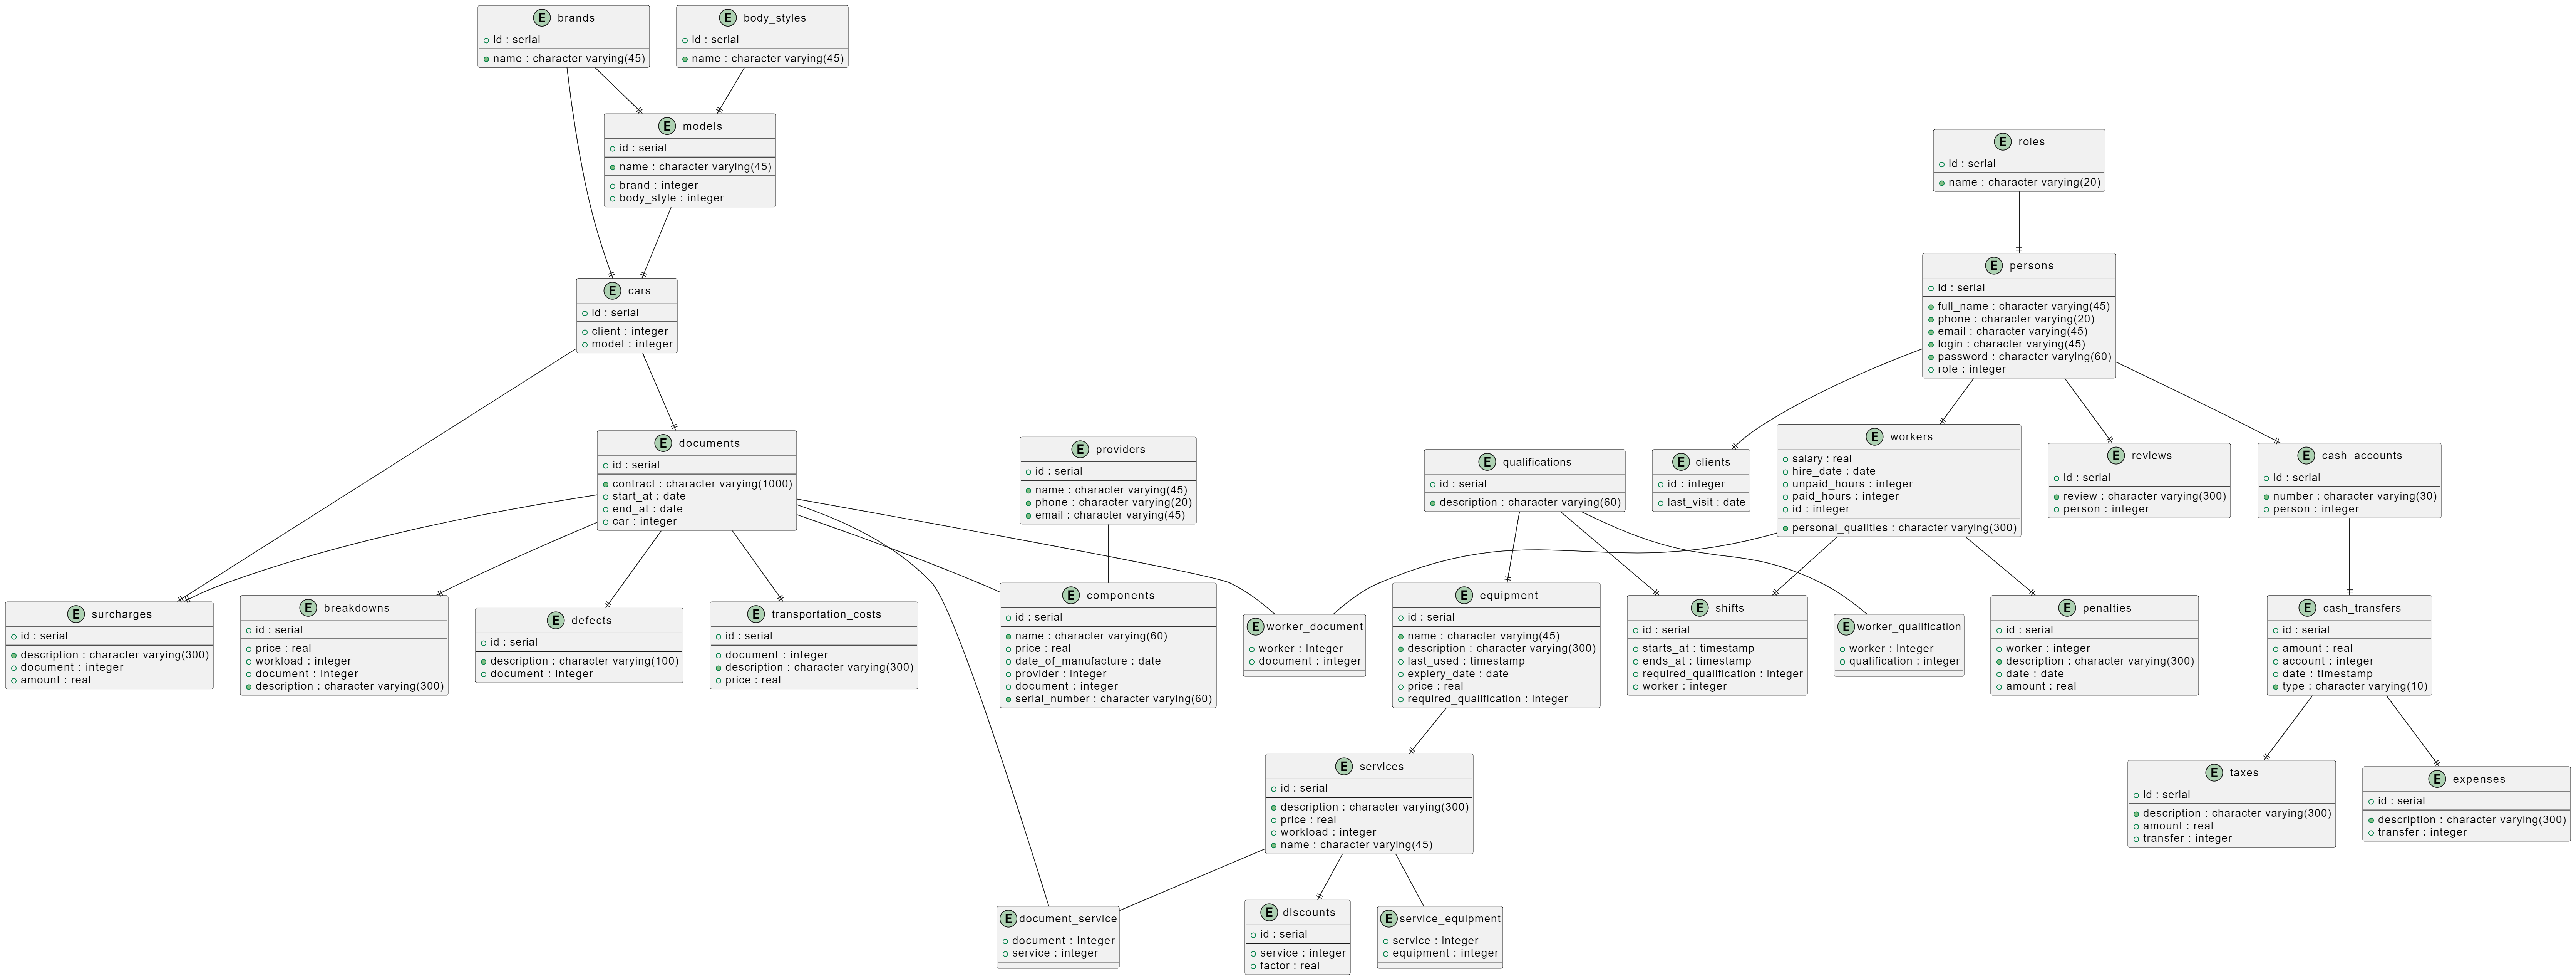 E brands
id : serial
name : character varying(45)
E body_styles
id : serial
name : character varying(45)
E models
id : serial
name : character varying(45)
brand : integer
body_style : integer
E roles
id : serial
name : character varying(20)
E cars
id : serial
client : integer
model : integer
E persons
id : serial
full_name : character varying(45)
phone : character varying(20)
email : character varying(45)
login : character varying(45)
password : character varying(60)
role : integer
E documents
id : serial
contract : character varying(1000)
start_at : date
end_at : date
car : integer
E providers
id : serial
name : character varying(45)
phone : character varying(20)
email : character varying(45)
E qualifications
id : serial
description : character varying(60)
E clients
id : integer
last_visit : date
E workers
salary : real
hire_date : date
unpaid_hours : integer
paid_hours : integer
id : integer
personal_qualities : character varying(300)
E reviews
id : serial
review : character varying(300)
person : integer
E cash_accounts
id : serial
number : character varying(30)
person : integer
E surcharges
id : serial
description : character varying(300)
document : integer
amount : real
E breakdowns
id : serial
price : real
workload : integer
document : integer
description : character varying(300)
E defects
id : serial
description : character varying(100)
document : integer
E transportation_costs
id : serial
document : integer
description : character varying(300)
price : real
E components
id : serial
name : character varying(60)
price : real
date_of_manufacture : date
provider : integer
document : integer
serial_number : character varying(60)
E worker_document
worker : integer
document : integer
E equipment
id : serial
name : character varying(45)
description : character varying(300)
last_used : timestamp
expiery_date : date
price : real
required_qualification : integer
E shifts
id : serial
starts_at : timestamp
ends_at : timestamp
required_qualification : integer
worker : integer
E worker_qualification
worker : integer
qualification : integer
E penalties
id : serial
worker : integer
description : character varying(300)
date : date
amount : real
E cash_transfers
id : serial
amount : real
account : integer
date : timestamp
type : character varying(10)
E services
id : serial
description : character varying(300)
price : real
workload : integer
name : character varying(45)
E taxes
id : serial
description : character varying(300)
amount : real
transfer : integer
E expenses
id : serial
description : character varying(300)
transfer : integer
E document_service
document : integer
service : integer
E discounts
id : serial
service : integer
factor : real
E service_equipment
service : integer
equipment : integer